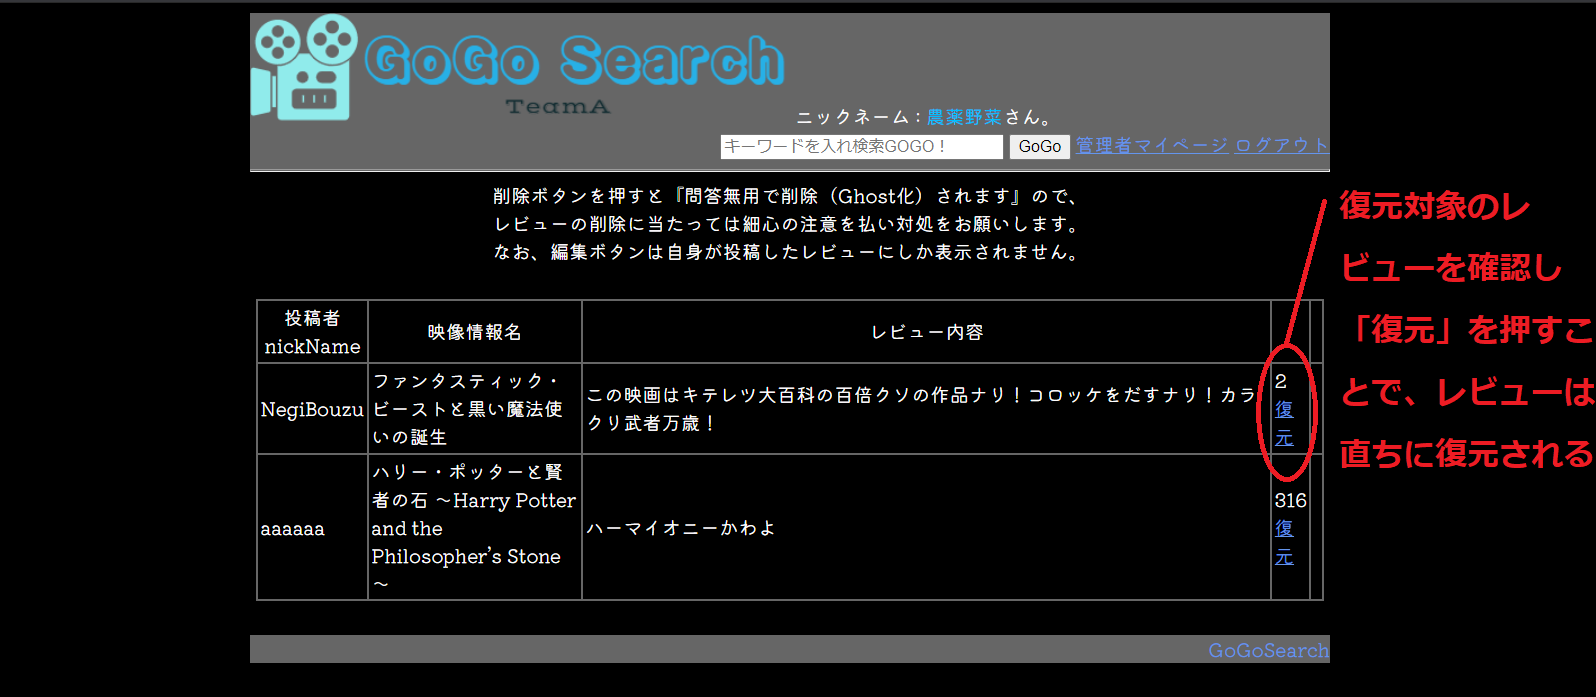 GoGo Search
TeamA
ニックネーム：農薬野菜さん。
キーワードを入れ検索GOGO！ GoGo 管理者マイページ ログアウト
削除ボタンを押すと『問答無用で削除（Ghost化）されます』ので、
レビューの削除に当たっては細心の注意を払い対処をお願いします。
なお、編集ボタンは自身が投稿したレビューにしか表示されません。
投稿者
nickName
映像情報名
レビュー内容
NegiBouzu
ファンタスティック・
ビーストと黒い魔法使
いの誕生
この映画はキテレツ大百科の百倍クソの作品ナリ！コロッケをだすナリ！カラ
クリ武者万歳！
2
復
元
aaaaaa
ハリー・ポッターと賢
者の石 ～Harry Potter
and the
Philosopher's Stone
～
ハーマイオニーかわよ
316
復
元
復元対象のレ
ビューを確認し
「復元」を押すこ
とで、レビューは
直ちに復元される
GoGoSearch